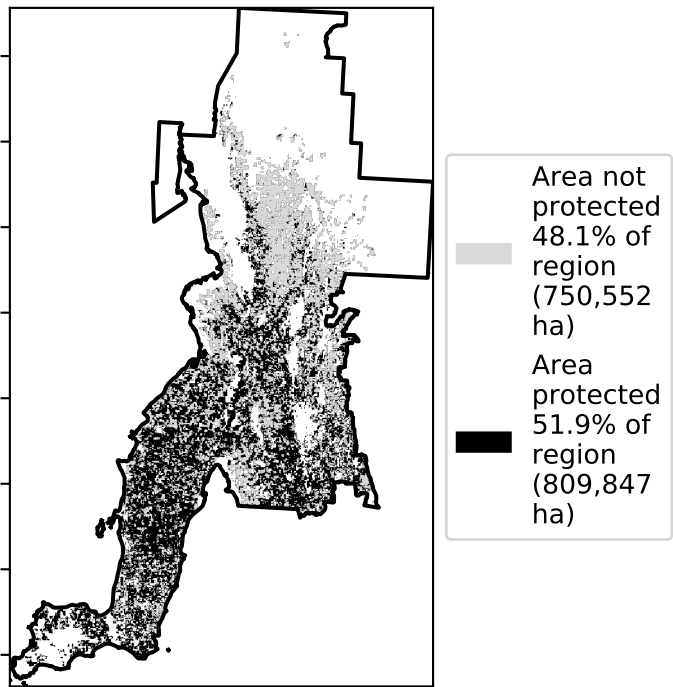 Area not
protected
48.1% of
region
(750,552
ha)
Area
protected
51.9% of
region
(809,847
ha)